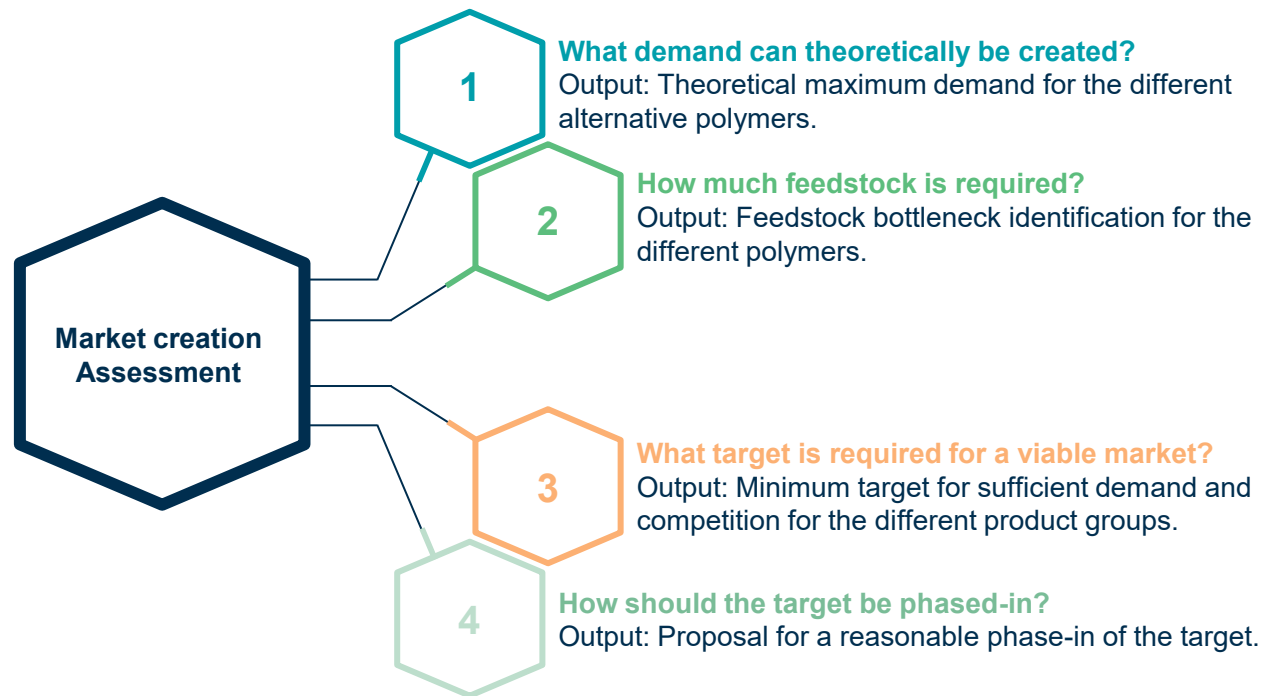 1
What demand can theoretically be created?
Output: Theoretical maximum demand for the different
alternative polymers.
2
How much feedstock is required?
Output: Feedstock bottleneck identification for the
different polymers.
Market creation
Assessment
3
What target is required for a viable market?
Output: Minimum target for sufficient demand and
competition for the different product groups.
4
How should the target be phased-in?
Output: Proposal for a reasonable phase-in of the target.